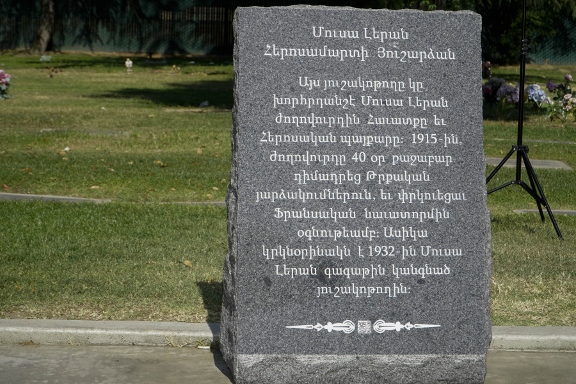 Մուսա Լերան
Հերոսամարտի Յուշարձան
Այս յուշակոթողը կը
խորհրդանշէ Մուսա Լերան
ժողովուրդին Հաւատքը եւ
Հերոսական պայքարը։ 1915-ին,
ժողովուրդը 40 օր քաջաբար
դիմադրեց Թրքական
յարձակումներուն, եւ փրկուեցաւ
Ֆրանսական նաւատորմին
օգնութեամբ։ Ասիկա
կրկնօրինակն է 1932-ին Մուսա
Լերան գագաթին կանգնած
յուշակոթողին։